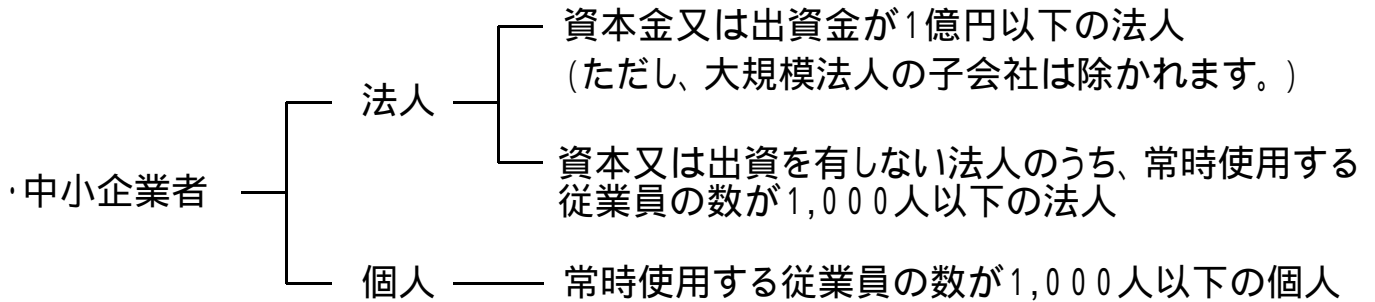 資本金又は出資金が1億円以下の法人
(ただし、大規模法人の子会社は除かれます。)
法人
資本又は出資を有しない法人のうち、常時使用する
従業員の数が1,000人以下の法人
・中小企業者
個人
常時使用する従業員の数が1,000人以下の個人